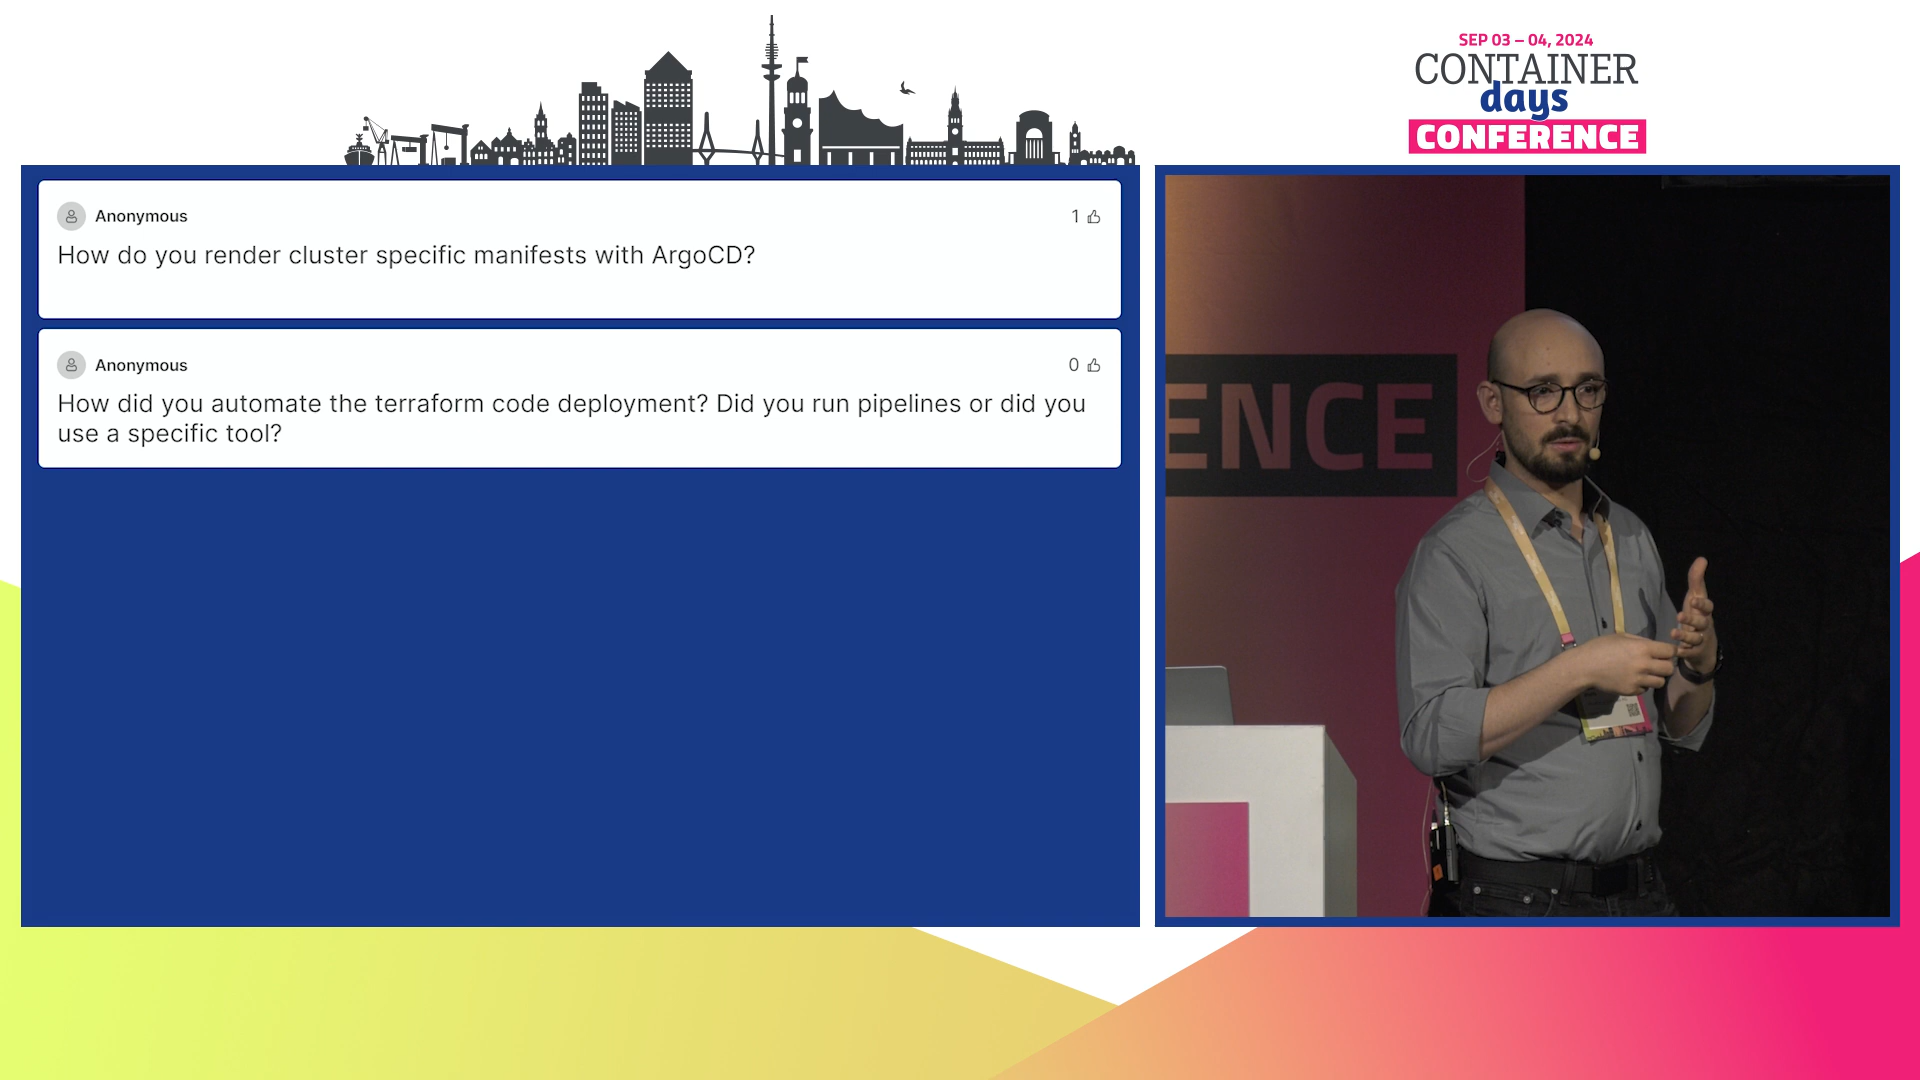 SEP 03 – 04, 2024
CONTAINER
days
CONFERENCE
Anonymous
1
How do you render cluster specific manifests with ArgoCD?
Anonymous
0
How did you automate the terraform code deployment? Did you run pipelines or did you
use a specific tool?
ENCE